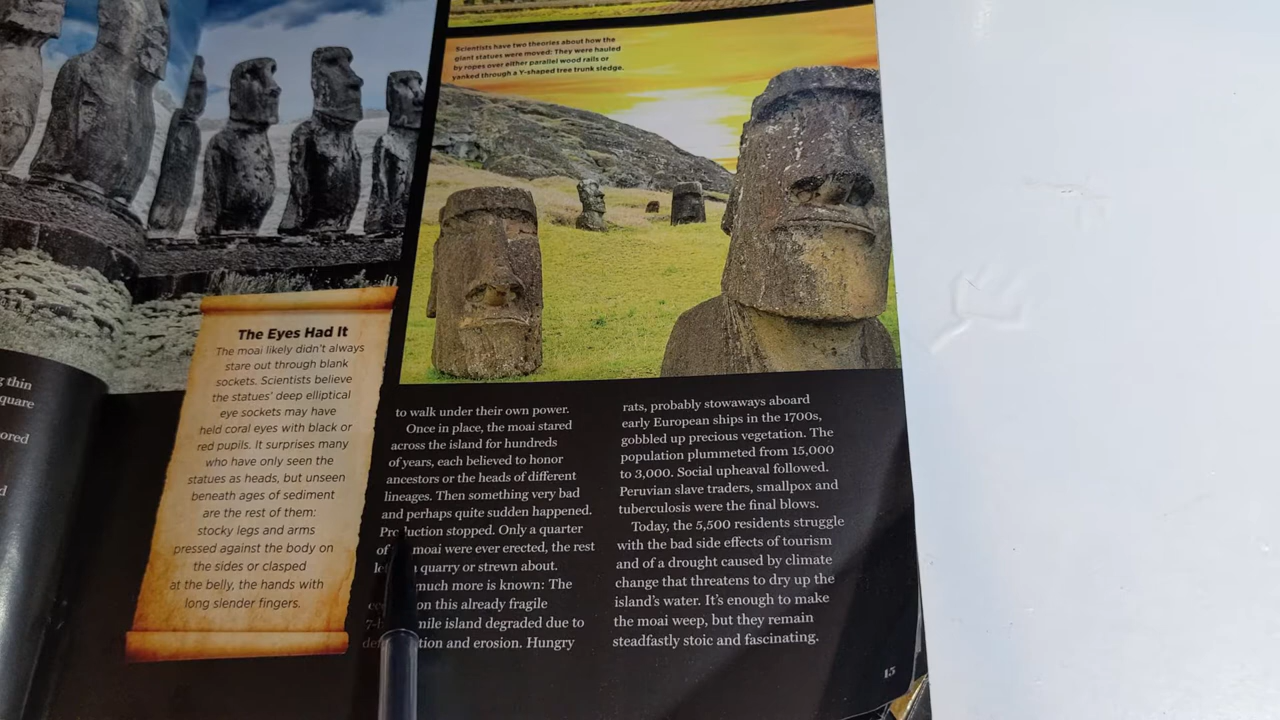 g thin
quare
ored
The Eyes Had It
The moai likely didn't always
stare out through blank
sockets. Scientists believe
the statues' deep elliptical
eye sockets may have
held coral eyes with black or
red pupils. It surprises many
who have only seen the
statues as heads, but unseen
beneath ages of sediment
are the rest of them:
stocky legs and arms
pressed against the body on
the sides or clasped
at the belly, the hands with
long slender fingers.
Scientists have two theories about how the
giant statues were moved: They were hauled
by ropes over either parallel wood rails or
yanked through a Y-shaped tree trunk sledge.
to walk under their own power.
Once in place, the moai stared
across the island for hundreds
of years, each believed to honor
ancestors or the heads of different
lineages. Then something very bad
and perhaps quite sudden happened.
Production stopped. Only a quarter
of moai were ever erected, the rest
a quarry or strewn about.
much more is known: The
on this already fragile
mile island degraded due to
tion and erosion. Hungry
rats, probably stowaways aboard
early European ships in the 1700s,
gobbled up precious vegetation. The
population plummeted from 15,000
to 3,000. Social upheaval followed.
Peruvian slave traders, smallpox and
tuberculosis were the final blows.
Today, the 5,500 residents struggle
with the bad side effects of tourism
and of a drought caused by climate
change that threatens to dry up the
island's water. It's enough to make
the moai weep, but they remain
steadfastly stoic and fascinating.
15